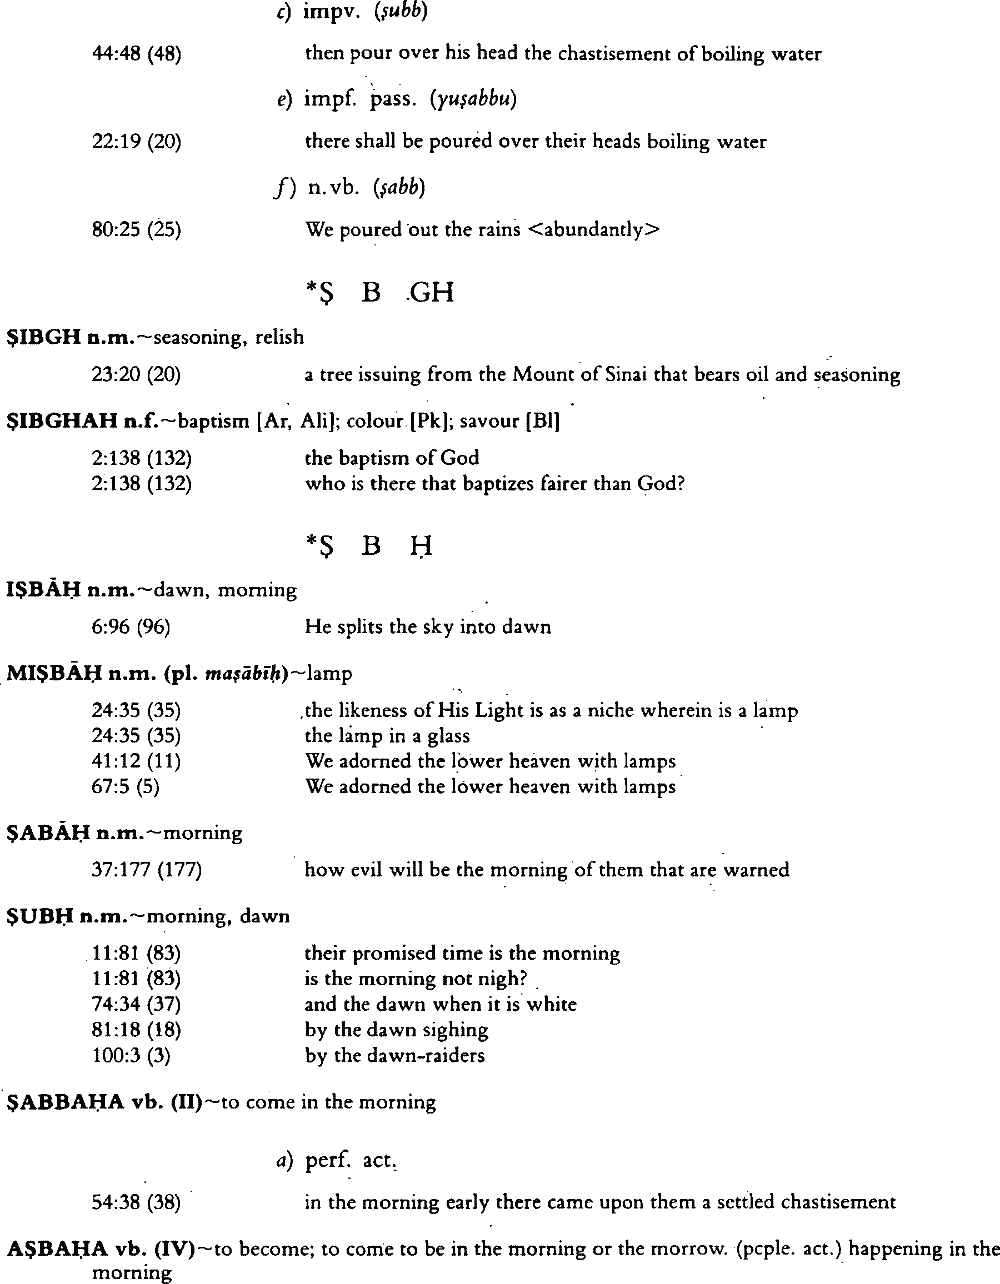 c) impv. (ṣubb)
44:48 (48) then pour over his head the chastisement of boiling water
e) impf. pass. (yuṣabbu)
22:19 (20) there shall be poured over their heads boiling water
f) n.vb. (ṣabb)
80:25 (25) We poured out the rains <abundantly>
*Ṣ B GH
ṢIBGH n.m.~seasoning, relish
23:20 (20) a tree issuing from the Mount of Sinai that bears oil and seasoning
ṢIBGHAH n.f.~baptism [Ar, Ali]; colour [Pk]; savour [Bl]
2:138 (132) the baptism of God
2:138 (132) who is there that baptizes fairer than God?
*Ṣ B Ḥ
IṢBĀḤ n.m.~dawn, morning
6:96 (96) He splits the sky into dawn
MIṢBĀḤ n.m. (pl. maṣābīḥ)~lamp
24:35 (35) the likeness of His Light is as a niche wherein is a lamp
24:35 (35) the lamp in a glass
41:12 (11) We adorned the lower heaven with lamps
67:5 (5) We adorned the lower heaven with lamps
ṢABĀḤ n.m.~morning
37:177 (177) how evil will be the morning of them that are warned
ṢUBḤ n.m.~morning, dawn
11:81 (83) their promised time is the morning
11:81 (83) is the morning not nigh?
74:34 (37) and the dawn when it is white
81:18 (18) by the dawn sighing
100:3 (3) by the dawn-raiders
ṢABBAḤA vb. (II)~to come in the morning
a) perf. act.
54:38 (38) in the morning early there came upon them a settled chastisement
AṢBAḤA vb. (IV)~to become; to come to be in the morning or the morrow. (pcple. act.) happening in the
morning